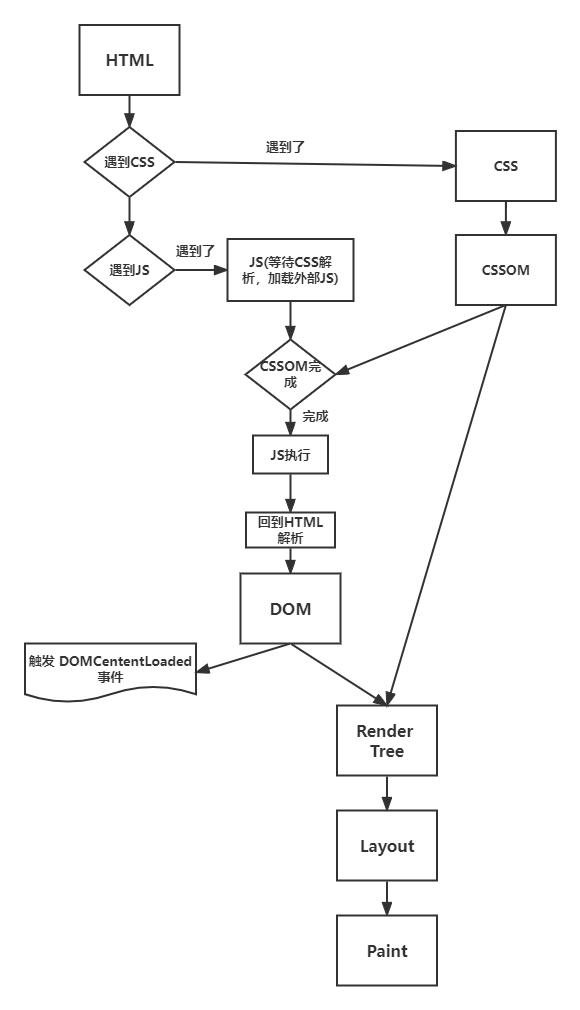 HTML
遇到CSS
遇到了
CSS
遇到JS
遇到了
JS(等待CSS解
析，加载外部JS)
CSSOM
CSSOM完
成
完成
JS执行
回到HTML
解析
DOM
触发 DOMCententLoaded
事件
Render
Tree
Layout
Paint